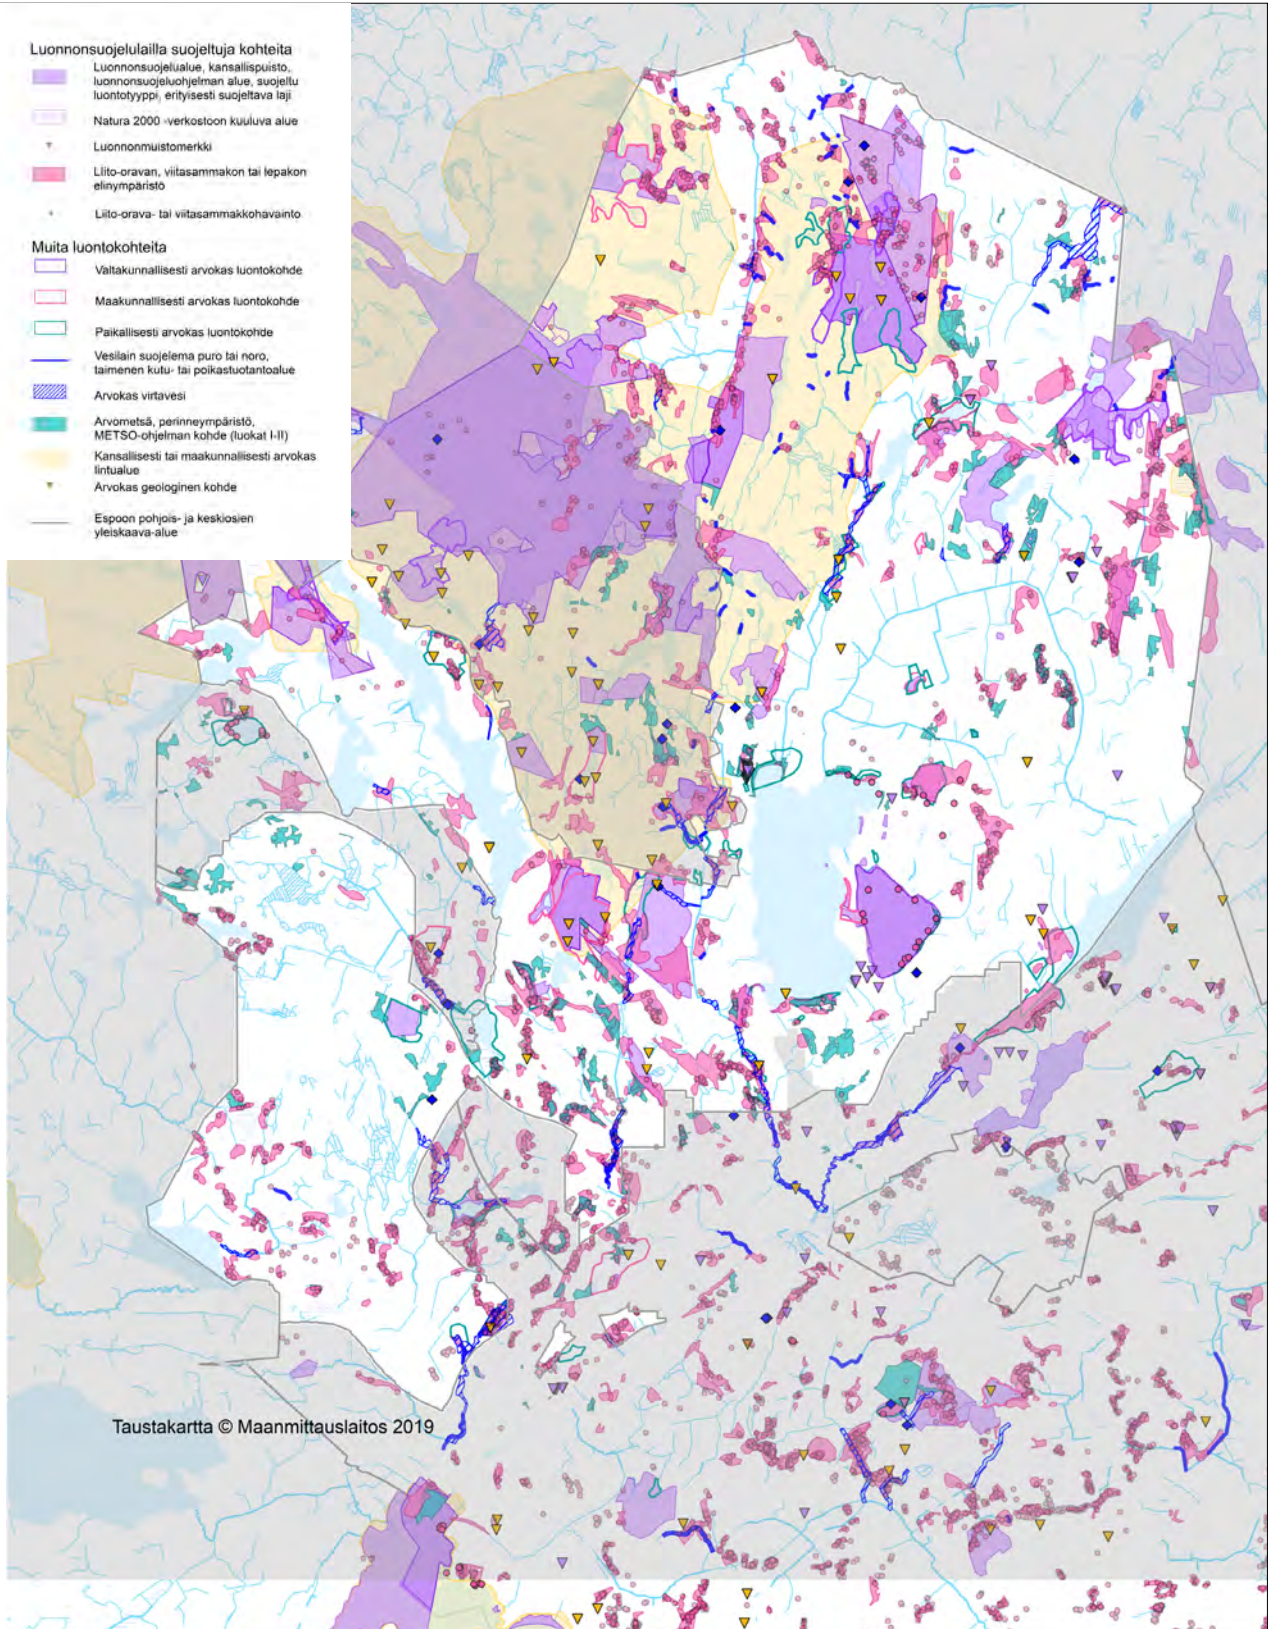 Luonnonsuojelulailla suojeltuja kohteita
Luonnonsuojelualue, kansallispuisto,
luonnonsuojeluohjelman alue, suojeltu
luontotyyppi, erityisesti suojeltava laji
Natura 2000 -verkostoon kuuluva alue
Luonnonmuistomerkki
Liito-oravan, viitasammakon tai lepakon
elinympäristö
Liito-orava- tai viitasammakkohavainto
Muita luontokohteita
Valtakunnallisesti arvokas luontokohde
Maakunnallisesti arvokas luontokohde
Paikallisesti arvokas luontokohde
Vesilain suojelema puro tai noro,
taimenen kutu- tai poikastuotantoalue
Arvokas virtavesi
Arvometsä, perinneympäristö,
METSO-ohjelman kohde (luokat I-II)
Kansallisesti tai maakunnallisesti arvokas
lintualue
Arvokas geologinen kohde
Espoon pohjois- ja keskiosien
yleiskaava-alue
Taustakartta © Maanmittauslaitos 2019